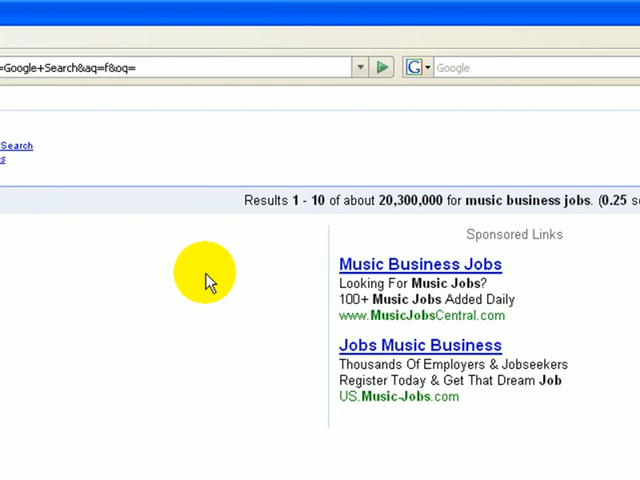 =Google+Search&aq=f&oq=
G Google
Search
s
Results 1 - 10 of about 20,300,000 for music business jobs. (0.25 s
Sponsored Links
Music Business Jobs
Looking For Music Jobs?
100+ Music Jobs Added Daily
www.MusicJobsCentral.com
Jobs Music Business
Thousands Of Employers & Jobseekers
Register Today & Get That Dream Job
US.Music-Jobs.com